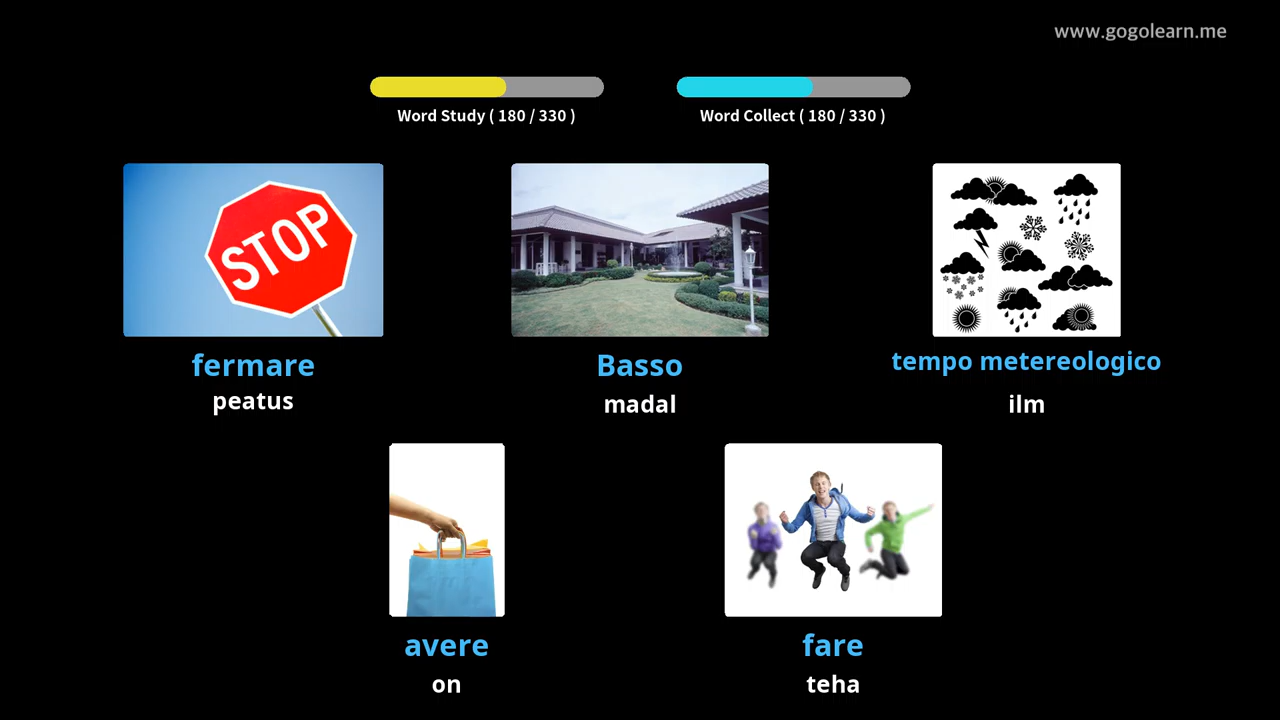 www.gogolearn.me
Word Study ( 180 / 330 )
Word Collect ( 180 / 330 )
STOP
fermare
peatus
Basso
madal
tempo metereologico
ilm
avere
on
fare
teha